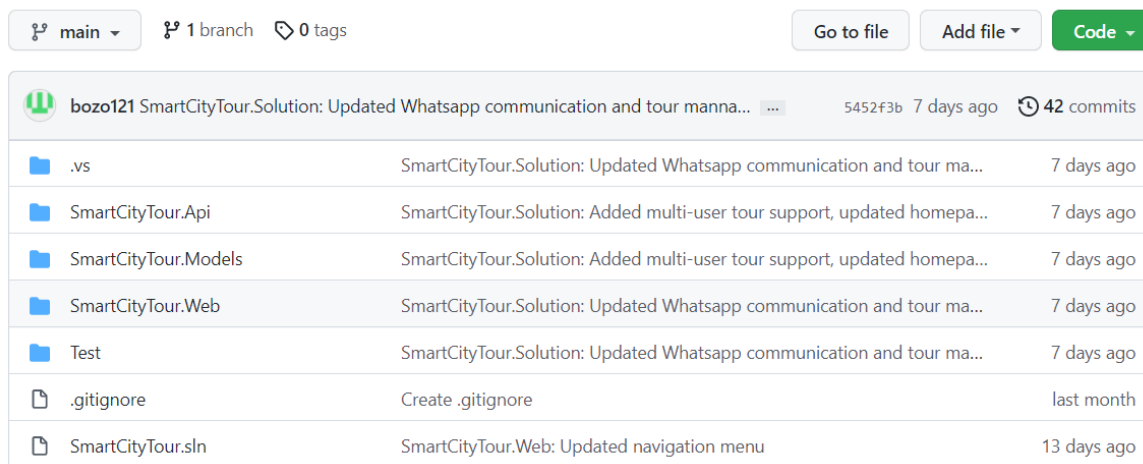 main 1 branch 0 tags Go to file Add file Code
bozo121 SmartCityTour.Solution: Updated Whatsapp communication and tour manna... ... 5452f3b 7 days ago 42 commits
.vs SmartCityTour.Solution: Updated Whatsapp communication and tour ma... 7 days ago
SmartCityTour.Api SmartCityTour.Solution: Added multi-user tour support, updated homepa... 7 days ago
SmartCityTour.Models SmartCityTour.Solution: Added multi-user tour support, updated homepa... 7 days ago
SmartCityTour.Web SmartCityTour.Solution: Updated Whatsapp communication and tour ma... 7 days ago
Test SmartCityTour.Solution: Updated Whatsapp communication and tour ma... 7 days ago
.gitignore Create .gitignore last month
SmartCityTour.sln SmartCityTour.Web: Updated navigation menu 13 days ago